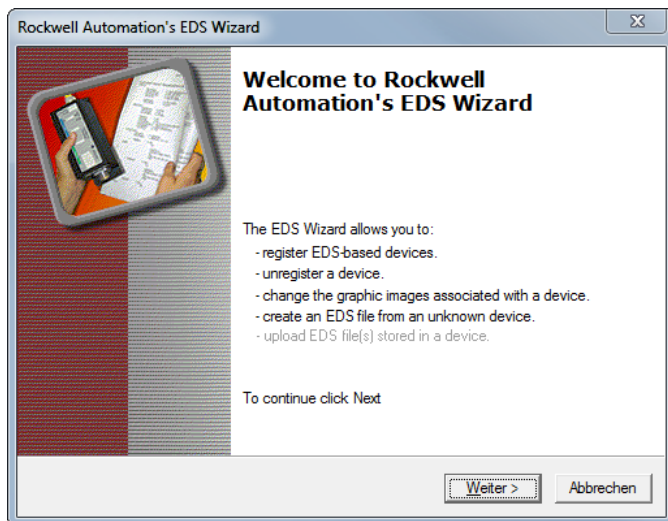 Rockwell Automation's EDS Wizard
Welcome to Rockwell
Automation's EDS Wizard
The EDS Wizard allows you to:
- register EDS-based devices.
- unregister a device.
- change the graphic images associated with a device.
- create an EDS file from an unknown device.
- upload EDS file(s) stored in a device.
To continue click Next
Weiter >
Abbrechen